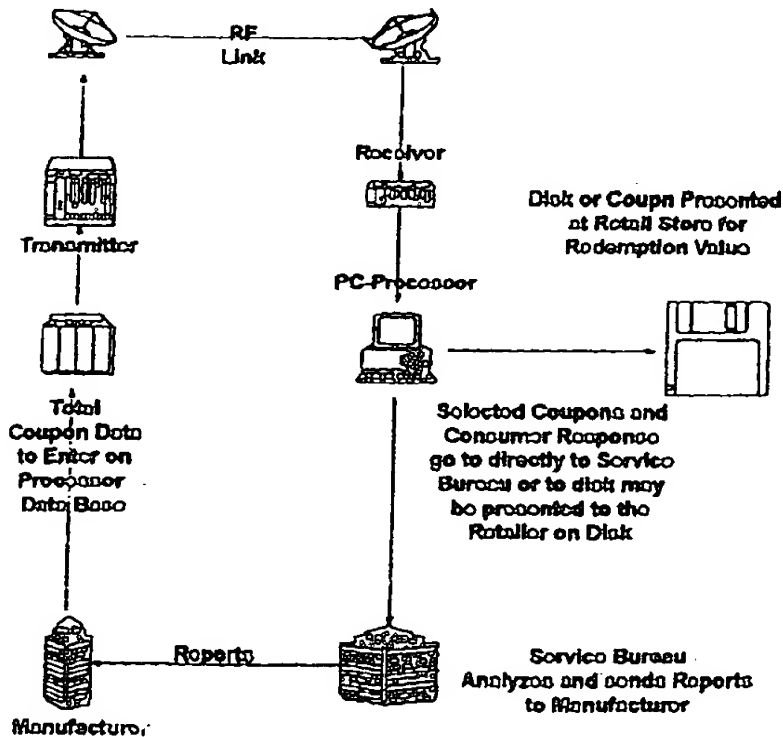 RF
Link
Receiver
Transmitter
PC-Processor
Disk or Coupn Presented
at Retail Store for
Redemption Value
Total
Coupon Data
to Enter on
Processor
Data Base
Selected Coupons and
Consumer Response
go to directly to Service
Bureau or to disk may
be presented to the
Retailer on Disk
Reports
Manufacturer
Service Bureau
Analyzes and sends Reports
to Manufacturer